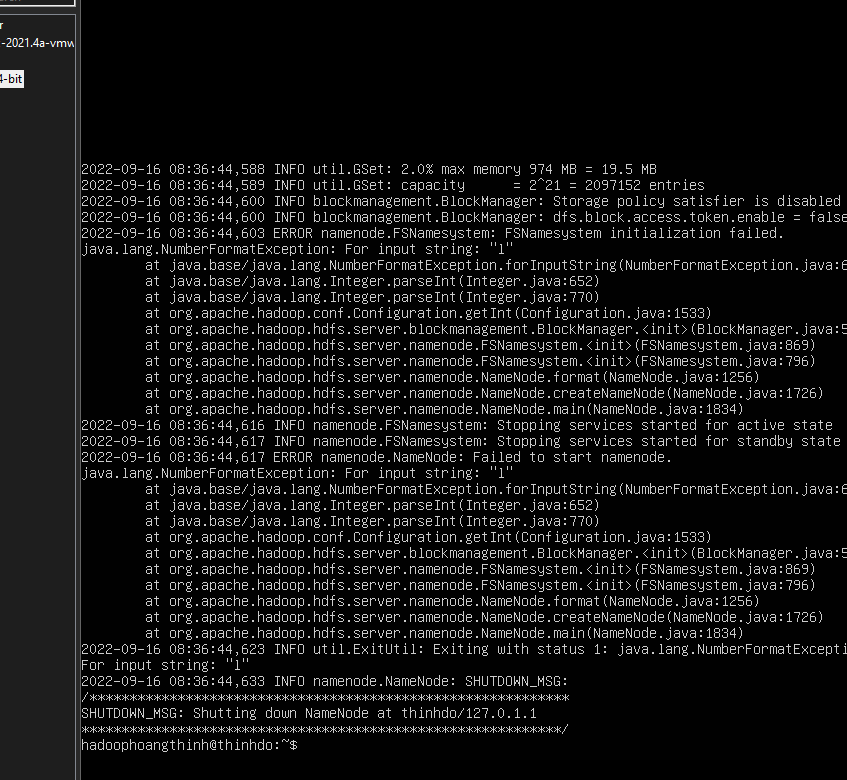 r
-2021.4a-vmw
4-bit
2022-09-16 08:36:44,588 INFO util.GSet: 2.0% max memory 974 MB = 19.5 MB
2022-09-16 08:36:44,589 INFO util.GSet: capacity      = 2^21 = 2097152 entries
2022-09-16 08:36:44,600 INFO blockmanagement.BlockManager: Storage policy satisfier is disabled
2022-09-16 08:36:44,600 INFO blockmanagement.BlockManager: dfs.block.access.token.enable = false
2022-09-16 08:36:44,603 ERROR namenode.FSNamesystem: FSNamesystem initialization failed.
java.lang.NumberFormatException: For input string: "l"
        at java.base/java.lang.NumberFormatException.forInputString(NumberFormatException.java:6
        at java.base/java.lang.Integer.parseInt(Integer.java:652)
        at java.base/java.lang.Integer.parseInt(Integer.java:770)
        at org.apache.hadoop.conf.Configuration.getInt(Configuration.java:1533)
        at org.apache.hadoop.hdfs.server.blockmanagement.BlockManager.<init>(BlockManager.java:5
        at org.apache.hadoop.hdfs.server.namenode.FSNamesystem.<init>(FSNamesystem.java:869)
        at org.apache.hadoop.hdfs.server.namenode.FSNamesystem.<init>(FSNamesystem.java:796)
        at org.apache.hadoop.hdfs.server.namenode.NameNode.format(NameNode.java:1256)
        at org.apache.hadoop.hdfs.server.namenode.NameNode.createNameNode(NameNode.java:1726)
        at org.apache.hadoop.hdfs.server.namenode.NameNode.main(NameNode.java:1834)
2022-09-16 08:36:44,616 INFO namenode.FSNamesystem: Stopping services started for active state
2022-09-16 08:36:44,617 INFO namenode.FSNamesystem: Stopping services started for standby state
2022-09-16 08:36:44,617 ERROR namenode.NameNode: Failed to start namenode.
java.lang.NumberFormatException: For input string: "l"
        at java.base/java.lang.NumberFormatException.forInputString(NumberFormatException.java:6
        at java.base/java.lang.Integer.parseInt(Integer.java:652)
        at java.base/java.lang.Integer.parseInt(Integer.java:770)
        at org.apache.hadoop.conf.Configuration.getInt(Configuration.java:1533)
        at org.apache.hadoop.hdfs.server.blockmanagement.BlockManager.<init>(BlockManager.java:5
        at org.apache.hadoop.hdfs.server.namenode.FSNamesystem.<init>(FSNamesystem.java:869)
        at org.apache.hadoop.hdfs.server.namenode.FSNamesystem.<init>(FSNamesystem.java:796)
        at org.apache.hadoop.hdfs.server.namenode.NameNode.format(NameNode.java:1256)
        at org.apache.hadoop.hdfs.server.namenode.NameNode.createNameNode(NameNode.java:1726)
        at org.apache.hadoop.hdfs.server.namenode.NameNode.main(NameNode.java:1834)
2022-09-16 08:36:44,623 INFO util.ExitUtil: Exiting with status 1: java.lang.NumberFormatExcepti
For input string: "l"
2022-09-16 08:36:44,633 INFO namenode.NameNode: SHUTDOWN_MSG:
/************************************************************
SHUTDOWN_MSG: Shutting down NameNode at thinhdo/127.0.1.1
************************************************************/
hadoophoangthinh@thinhdo:~$